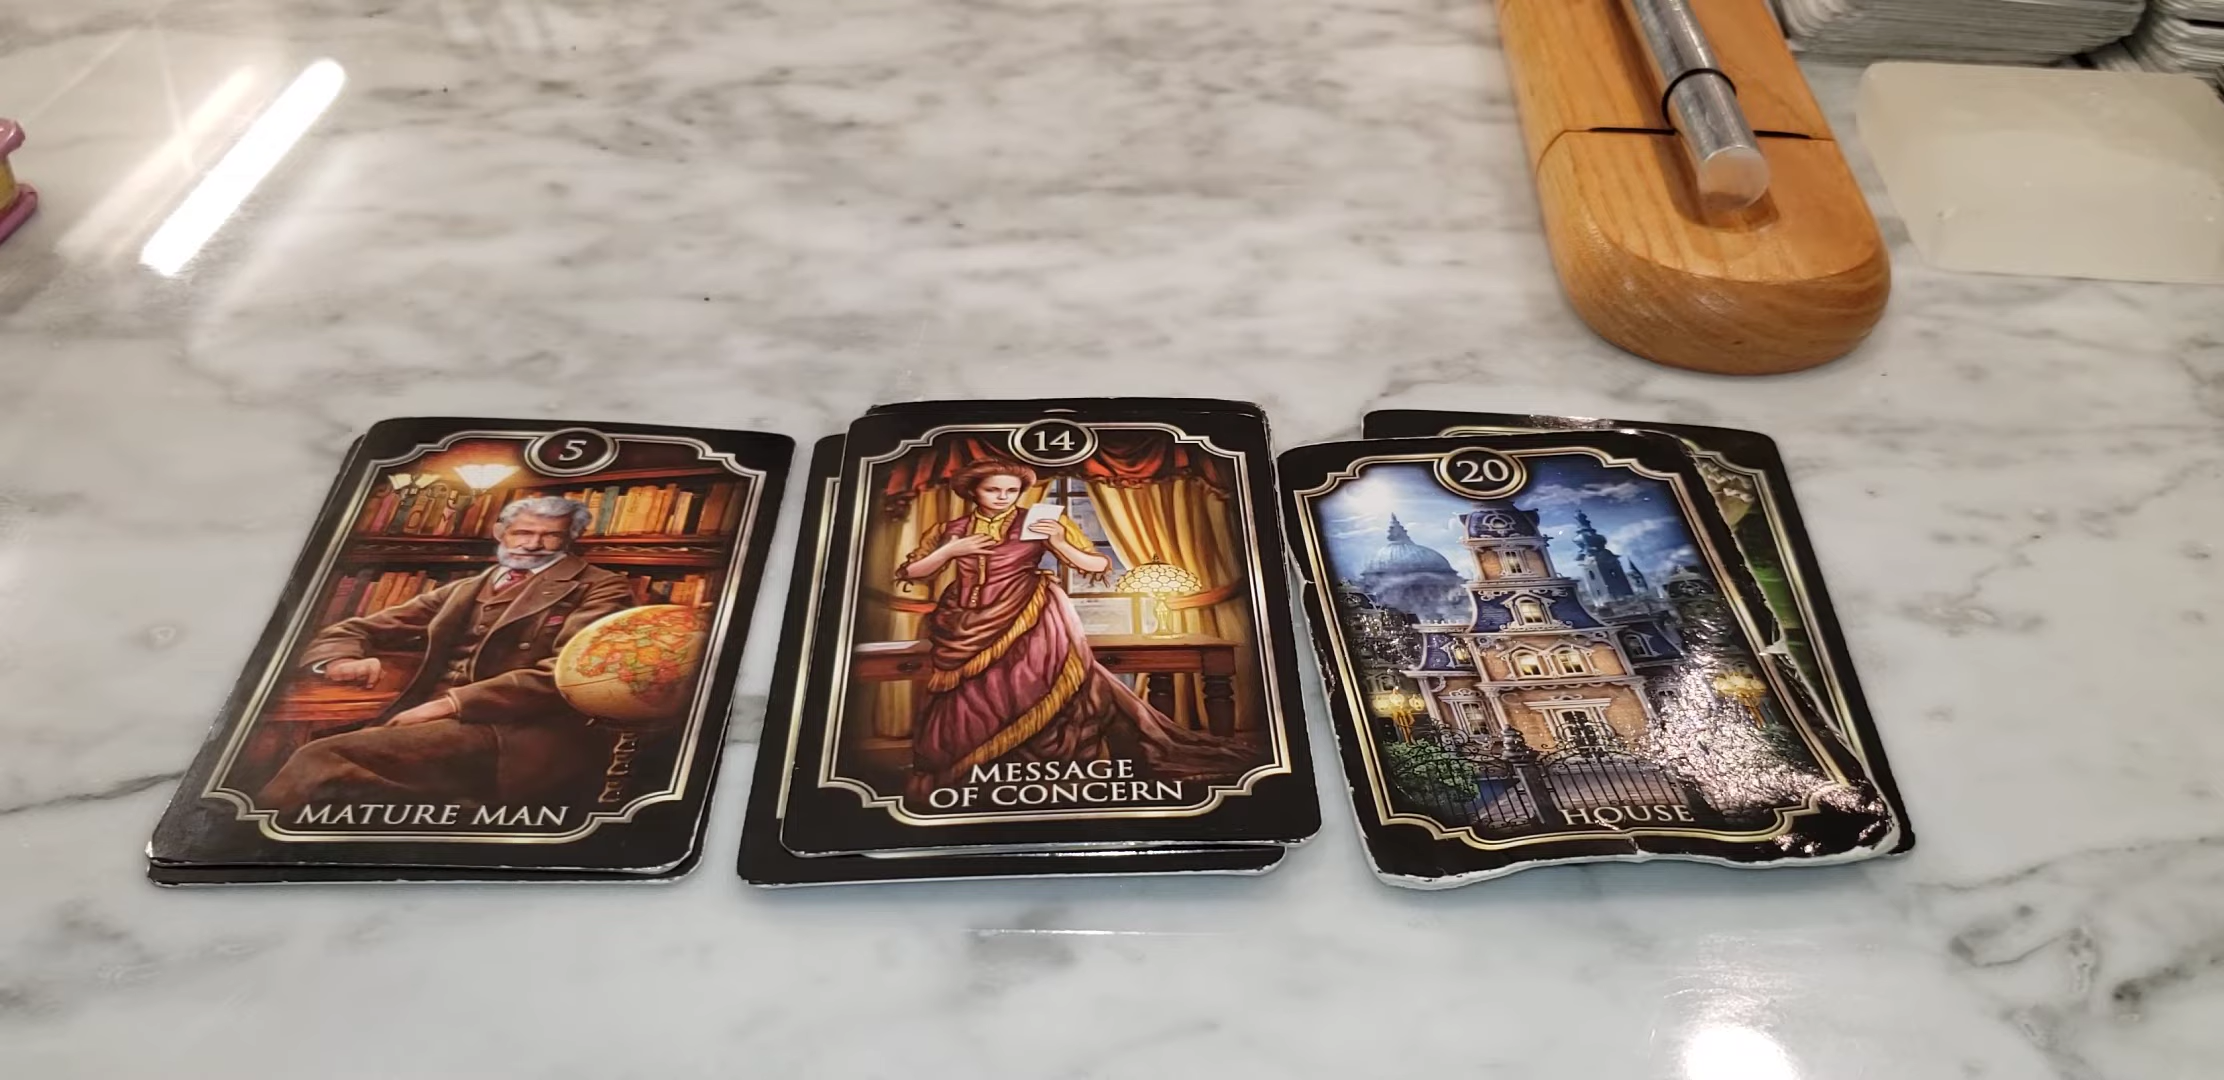 5
MATURE MAN
14
MESSAGE
OF CONCERN
20
HOUSE